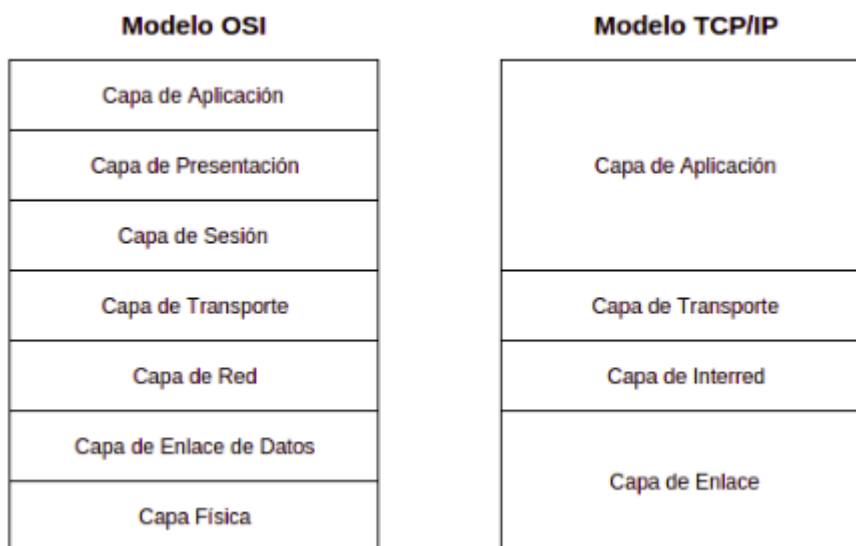 Modelo OSI
Capa de Aplicación
Capa de Presentación
Capa de Sesión
Capa de Transporte
Capa de Red
Capa de Enlace de Datos
Capa Física
Modelo TCP/IP
Capa de Aplicación
Capa de Transporte
Capa de Interred
Capa de Enlace